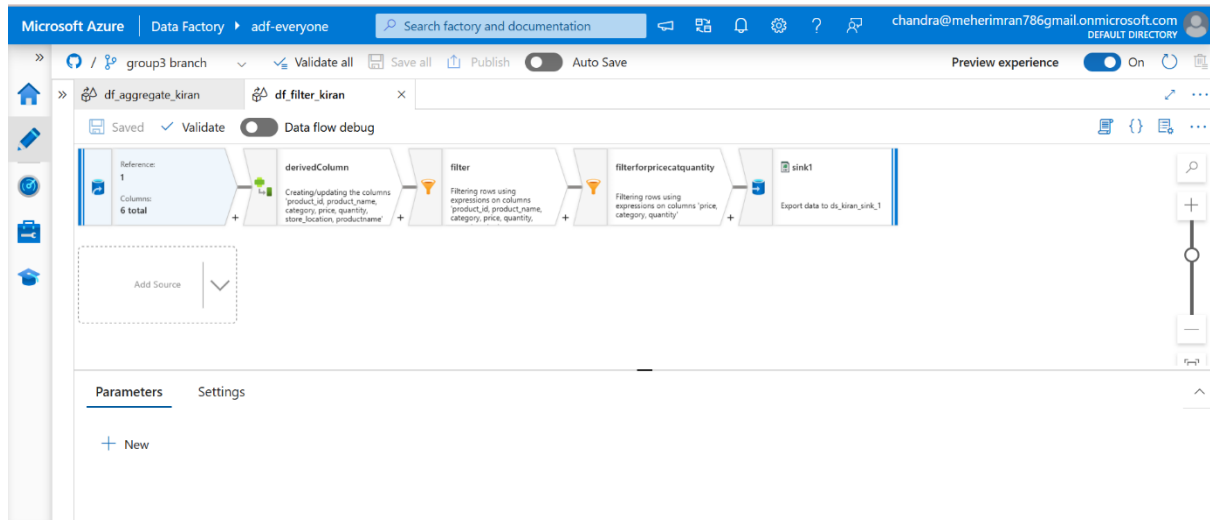 Microsoft Azure Data Factory adf-everyone Search factory and documentation chandra@meherimran786gmail.onmicrosoft.com
DEFAULT DIRECTORY
/ group3 branch Validate all Save all Publish Auto Save Preview experience On
df_aggregate_kiran df_filter_kiran
Saved Validate Data flow debug
Reference:
1
Columns:
6 total
derivedColumn
Creating/updating the columns
'product_id, product_name,
category, price, quantity,
store_location, productname'
filter
Filtering rows using
expressions on columns
'product_id, product_name,
category, price, quantity,
filterforpricecatquantity
Filtering rows using
expressions on columns 'price,
category, quantity'
sink1
Export data to ds_kiran_sink_1
Add Source
Parameters Settings
New